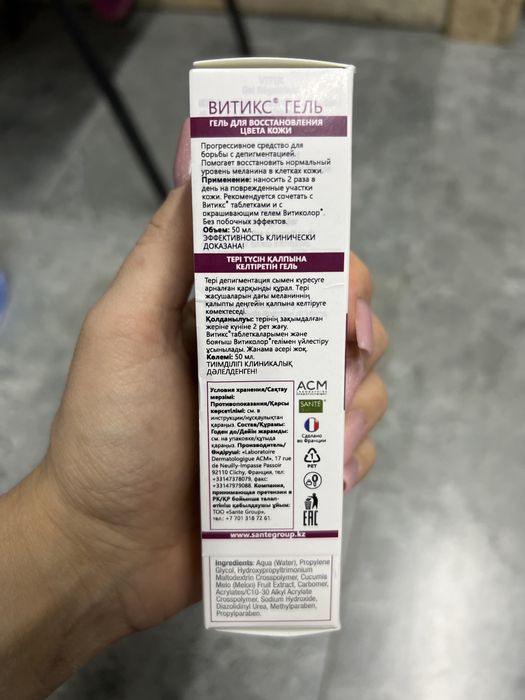 ВИТИКС® ГЕЛЬ
ГЕЛЬ ДЛЯ ВОССТАНОВЛЕНИЯ
ЦВЕТА КОЖИ
Прогрессивное средство для
борьбы с депигментацией.
Помогает восстановить нормальный
уровень меланина в клетках кожи.
Применение: наносить 2 раза в
день на поврежденные участки
кожи. Рекомендуется сочетать с
Витикс® таблетками и с
окрашивающим гелем Витиколор®.
Без побочных эффектов.
Объем: 50 мл.
ЭФФЕКТИВНОСТЬ КЛИНИЧЕСКИ
ДОКАЗАНА!
ТЕРІ ТҮСІН ҚАЛПЫНА
КЕЛТІРЕТІН ГЕЛЬ
Тері депигментация сымен күресуге
арналған қарқынды құрал. Тері
жасушаларын дағы меланиннің
қалыпты деңгейін қалпына келтіруге
көмектеседі.
Қолданылуы: терінің зақымдалған
жеріне күніне 2 рет жағу.
Витикс®таблеткаларымен және
бояғыш Витиколор®гелімен үйлестіру
ұсынылады. Жанама әсері жоқ.
Көлемі: 50 мл.
ТИІМДІЛІГІ КЛИНИКАЛЫҚ
ДӘЛЕЛДЕНГЕН!
Условия хранения/Сақтау
мерзімі:
Противопоказания/Қарсы
көрсетілім: см. в
инструкции/нұсқаулықтан
қараңыз. Состав/Құрамы:
Годен до/Дейін жарамды:
см. на упаковке/құтыда
қараңыз. Производитель/
Өндіруші: «Laboratoire
Dermatologigue ACM», 17 rue
de Neuilly-Impasse Passoir
92110 Clichy, Франция, тел:
+33147378079, факс:
+33147979088. Компания,
принимающая претензии в
РК/ҚР бойынша талап-
өтінішін қабылдаушы ұйым:
ТОО «Sante Group»,
тел.: +7 701 318 72 61
ACM
SANTÉ
Сделано
во Франции
1
PET
EAC
www.santegroup.kz
Ingredients: Aqua (Water), Propylene
Glycol, Hydroxypropyltrimonium
Maltodextrin Crosspolymer, Cucumis
Melo (Melon) Fruit Extract, Carbomer,
Acrylates/C10-30 Alkyl Acrylate
Crosspolymer, Sodium Hydroxide,
Diazolidinyl Urea, Methylparaben,
Propylparaben.